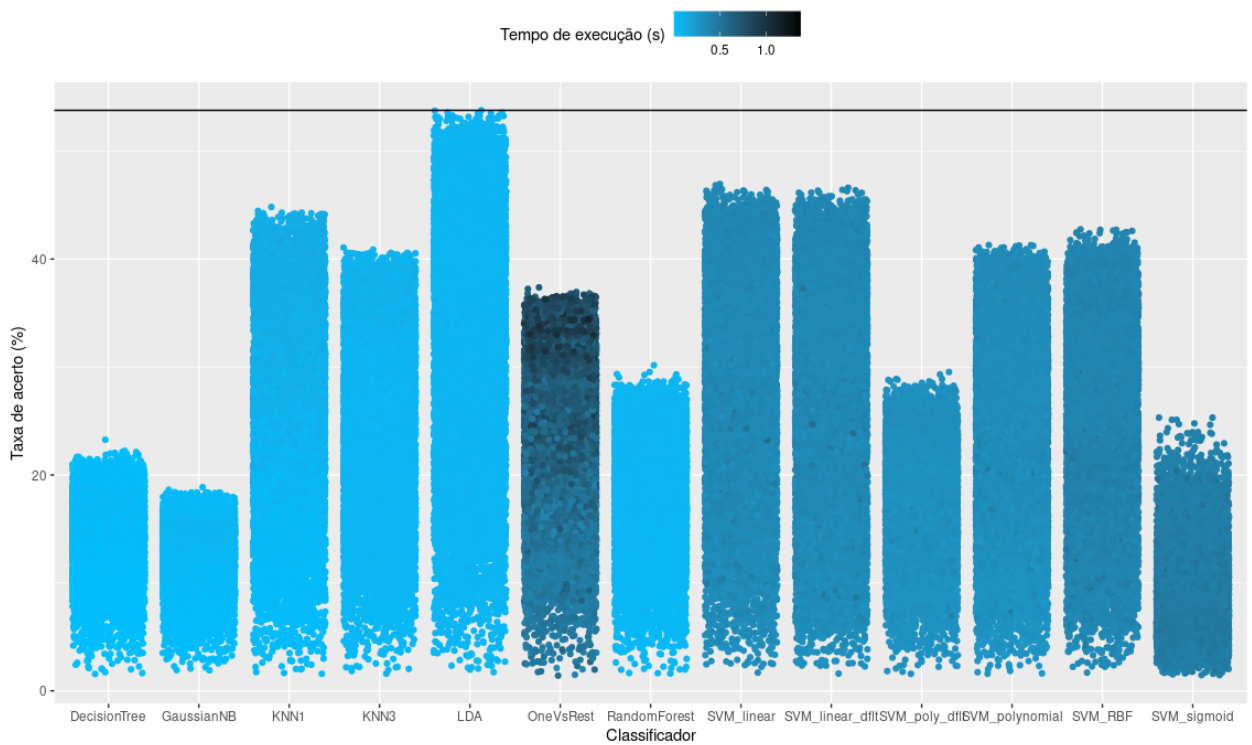 Tempo de execução (s)
0.5 1.0
Taxa de acerto (%)
40
20
0
DecisionTree GaussianNB KNN1 KNN3 LDA OneVsRest RandomForest SVM_linear SVM_linear_dflt SVM_poly_dflt SVM_polynomial SVM_RBF SVM_sigmoid
Classificador